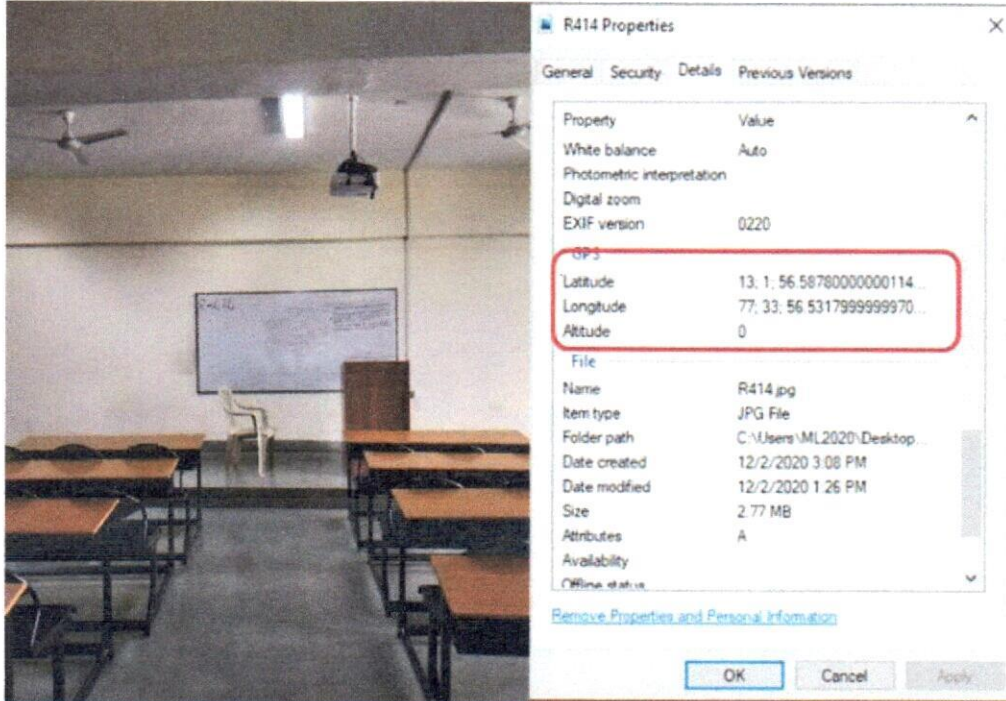 R414 Properties
General Security Details Previous Versions
Property Value
White balance Auto
Photometric interpretation
Digital zoom
EXIF version 0220
GPS
Latitude 13; 1; 56.58780000000114...
Longitude 77; 33; 56.5317999999970...
Altitude 0
File
Name R414.jpg
Item type JPG File
Folder path C:\Users\ML2020\Desktop...
Date created 12/2/2020 3:08 PM
Date modified 12/2/2020 1:26 PM
Size 2.77 MB
Attributes A
Availability
Offline status
Remove Properties and Personal Information
OK Cancel Apply